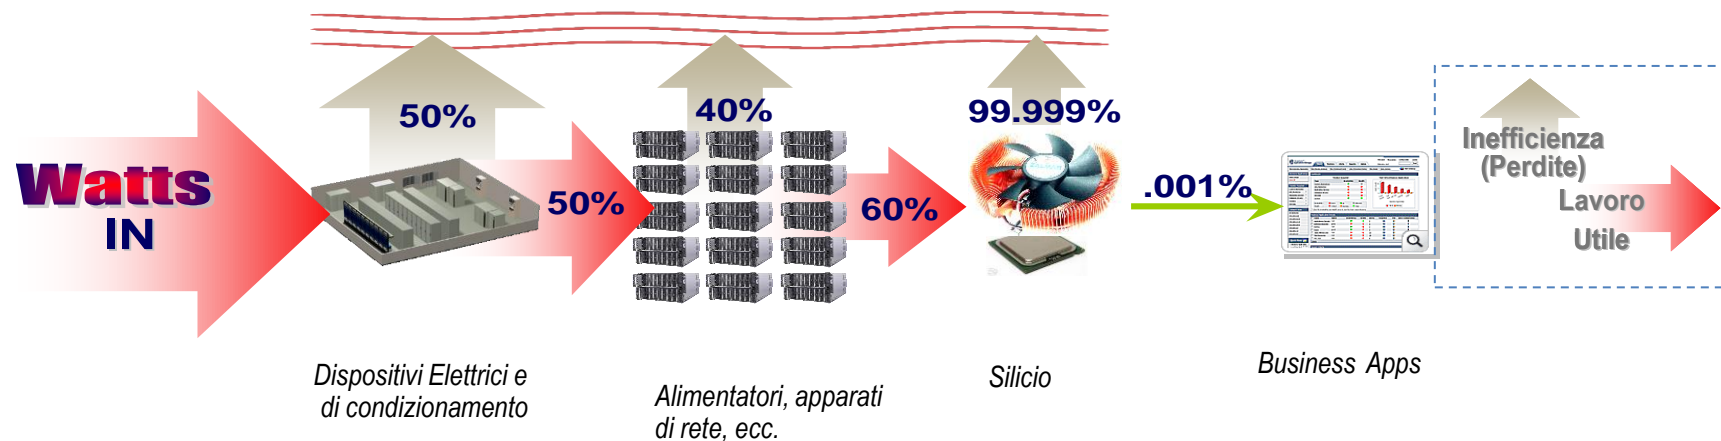 Watts
IN
50%
50%
40%
60%
99.999%
.001%
Inefficienza
(Perdite)
Lavoro
Utile
Dispositivi Elettrici e
di condizionamento
Alimentatori, apparati
di rete, ecc.
Silicio
Business Apps